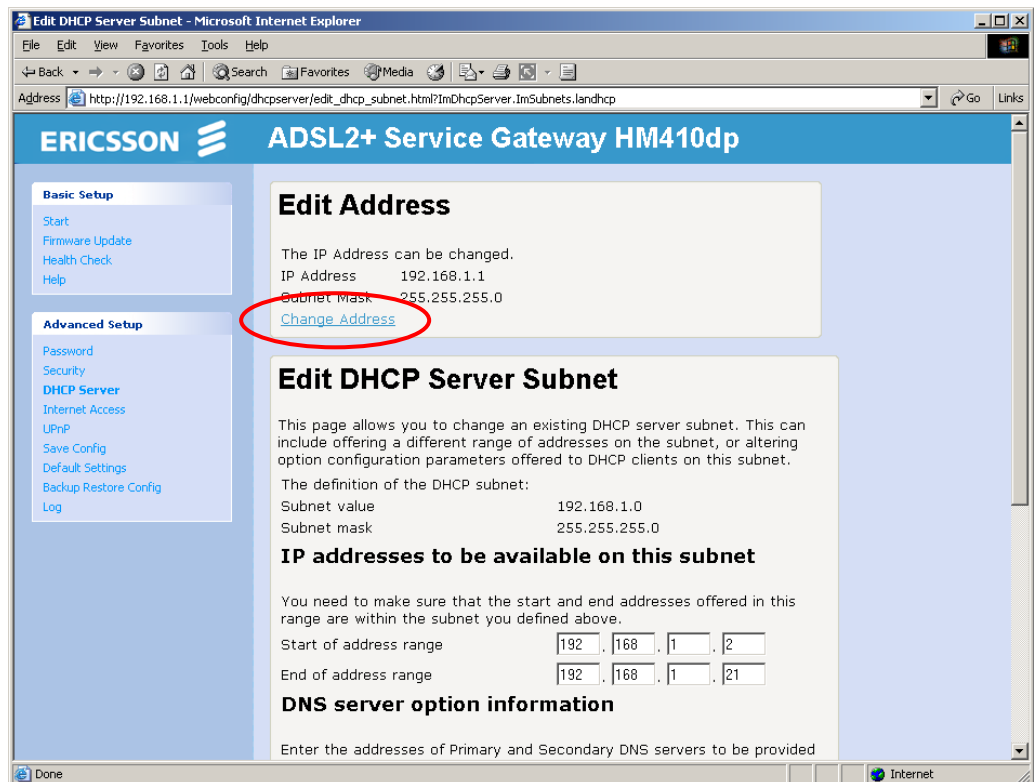 Edit DHCP Server Subnet - Microsoft Internet Explorer
File Edit View Favorites Tools Help
Back Search Favorites Media
Address http://192.168.1.1/webconfig/dhcpserver/edit_dhcp_subnet.html?ImDhcpServer.ImSubnets.landhcp Go Links
ERICSSON ADSL2+ Service Gateway HM410dp
Basic Setup
Start
Firmware Update
Health Check
Help
Advanced Setup
Password
Security
DHCP Server
Internet Access
UPnP
Save Config
Default Settings
Backup Restore Config
Log
Edit Address
The IP Address can be changed.
IP Address 192.168.1.1
Subnet Mask 255.255.255.0
Change Address
Edit DHCP Server Subnet
This page allows you to change an existing DHCP server subnet. This can
include offering a different range of addresses on the subnet, or altering
option configuration parameters offered to DHCP clients on this subnet.
The definition of the DHCP subnet:
Subnet value 192.168.1.0
Subnet mask 255.255.255.0
IP addresses to be available on this subnet
You need to make sure that the start and end addresses offered in this
range are within the subnet you defined above.
Start of address range 192 . 168 . 1 . 2
End of address range 192 . 168 . 1 . 21
DNS server option information
Enter the addresses of Primary and Secondary DNS servers to be provided
Done Internet